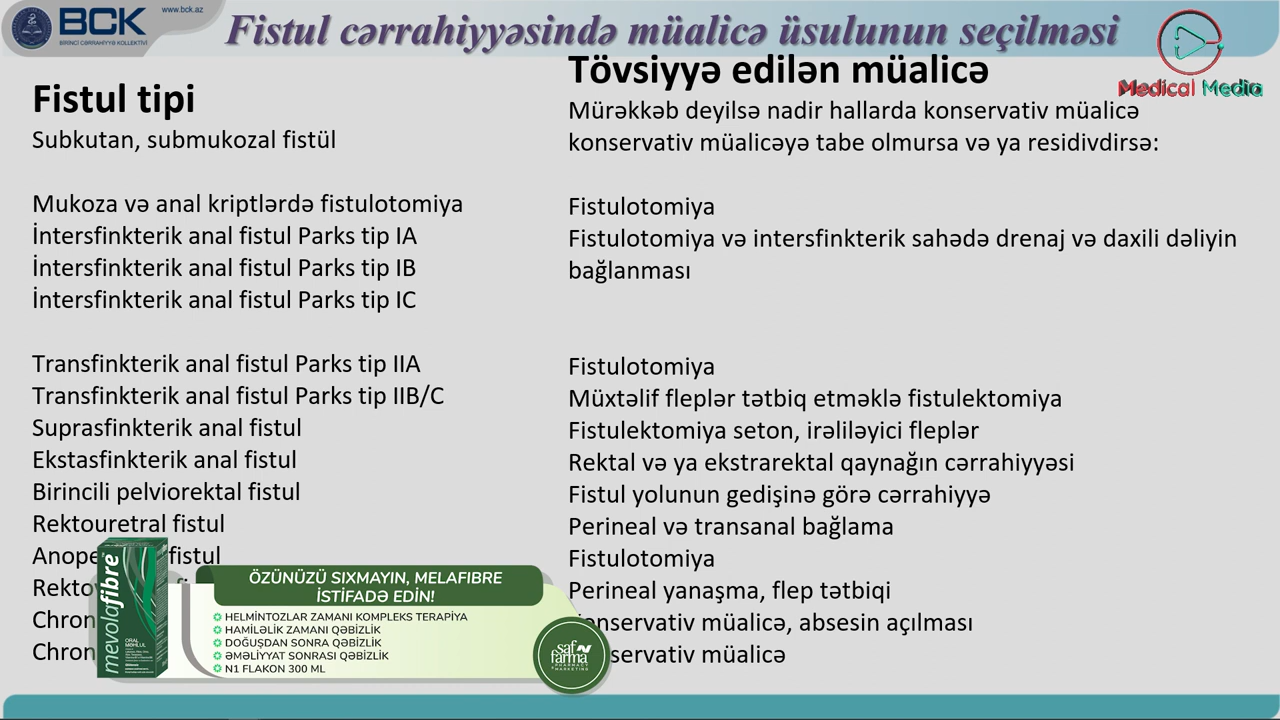 BCK
BİRİNCİ CƏRRAHİYYƏ KOLLEKTİVİ
www.bck.az
Fistul cərrahiyyəsində müalicə üsulunun seçilməsi
Medical Media
Fistul tipi
Subkutan, submukozal fistül
Mukoza və anal kriptlərdə fistulotomiya
İntersfinkterik anal fistul Parks tip IA
İntersfinkterik anal fistul Parks tip IB
İntersfinkterik anal fistul Parks tip IC
Transfinkterik anal fistul Parks tip IIA
Transfinkterik anal fistul Parks tip IIB/C
Suprasfinkterik anal fistul
Ekstasfinkterik anal fistul
Birincili pelviorektal fistul
Rektouretral fistul
fistul
Tövsiyyə edilən müalicə
Mürəkkəb deyilsə nadir hallarda konservativ müalicə
konservativ müalicəyə tabe olmursa və ya residivdirsə:
Fistulotomiya
Fistulotomiya və intersfinkterik sahədə drenaj və daxili dəliyin
bağlanması
Fistulotomiya
Müxtəlif fleplər tətbiq etməklə fistulektomiya
Fistulektomiya seton, irəliləyici fleplər
Rektal və ya ekstrarektal qaynağın cərrahiyyəsi
Fistul yolunun gedişinə görə cərrahiyyə
Perineal və transanal bağlama
Fistulotomiya
Perineal yanaşma, flep tətbiqi
müalicə, absesin açılması
müalicə
mevolafibre
ORAL
MƏHLUL
ÖZÜNÜZÜ SIXMAYIN, MELAFIBRE
İSTİFADƏ EDİN!
HELMİNTOZLAR ZAMANI KOMPLEKS TERAPİYA
HAMİLƏLİK ZAMANI QƏBİZLİK
DOĞUŞDAN SONRA QƏBİZLİK
ƏMƏLİYYAT SONRASI QƏBİZLİK
N1 FLAKON 300 ML
saf
farma
PHARMACY
MARKETING